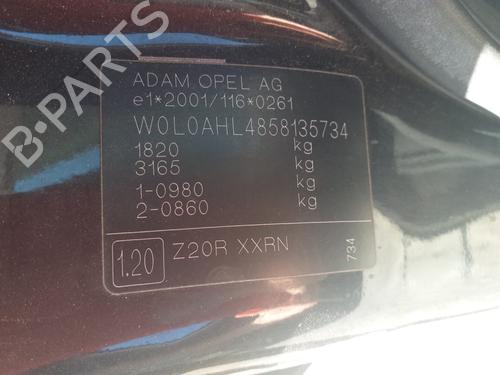 ADAM OPEL AG
e1*2001/116*0261
W0L0AHL4858135734
1820 kg
3165 kg
1-0980 kg
2-0860 kg
1.20 Z20R XXRN
734
B-PARTS